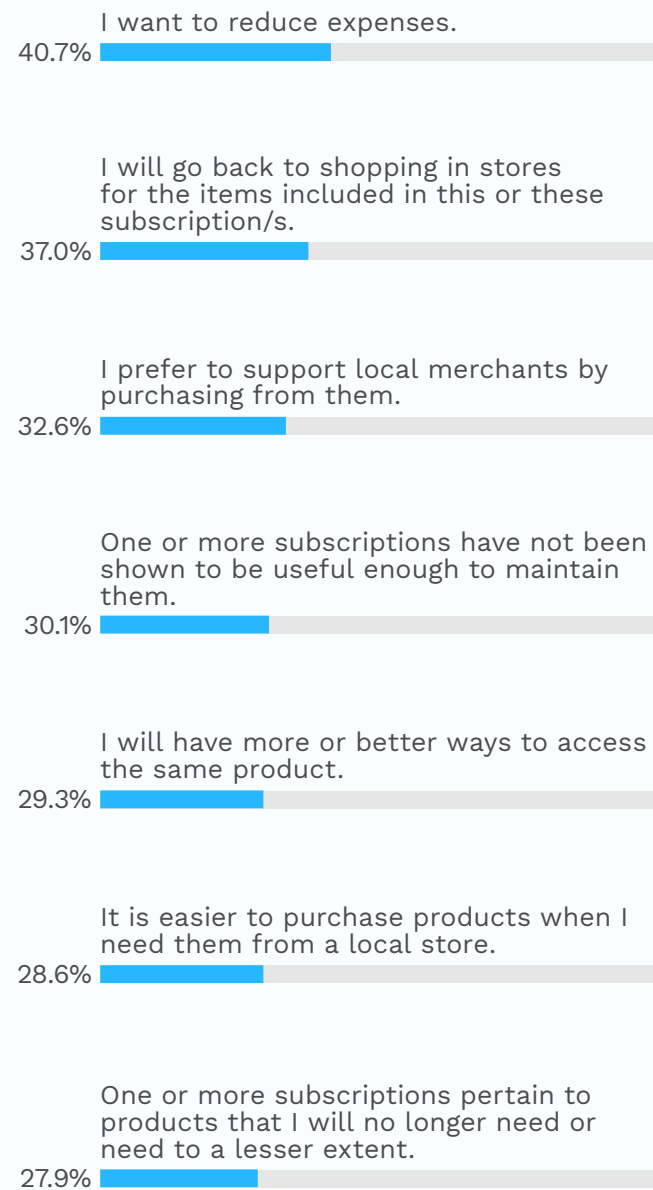 I want to reduce expenses.
40.7%
I will go back to shopping in stores
for the items included in this or these
subscription/s.
37.0%
I prefer to support local merchants by
purchasing from them.
32.6%
One or more subscriptions have not been
shown to be useful enough to maintain
them.
30.1%
I will have more or better ways to access
the same product.
29.3%
It is easier to purchase products when I
need them from a local store.
28.6%
One or more subscriptions pertain to
products that I will no longer need or
need to a lesser extent.
27.9%